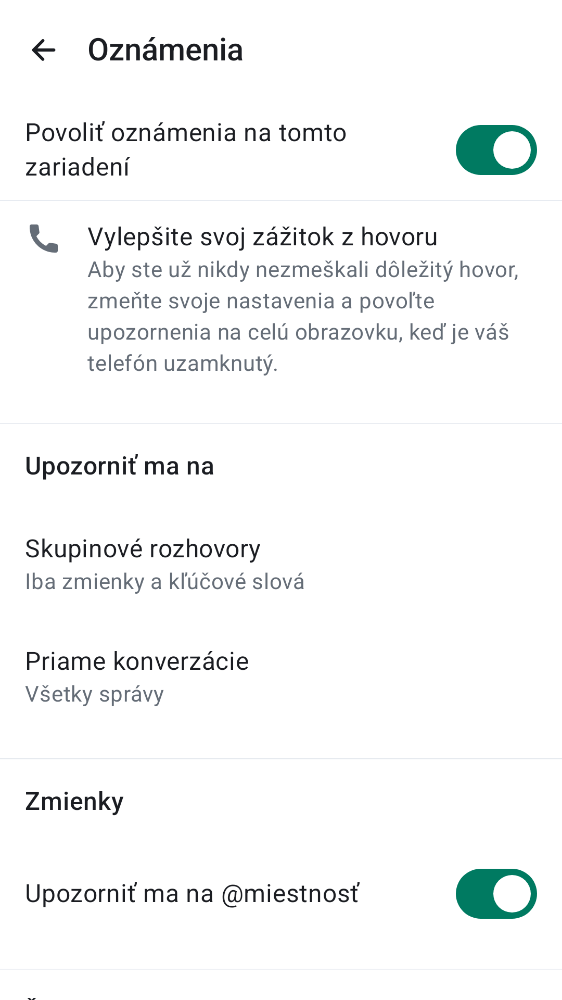 Oznámenia
Povoliť oznámenia na tomto
zariadení
Vylepšite svoj zážitok z hovoru
Aby ste už nikdy nezmeškali dôležitý hovor,
zmeňte svoje nastavenia a povoľte
upozornenia na celú obrazovku, keď je váš
telefón uzamknutý.
Upozorniť ma na
Skupinové rozhovory
Iba zmienky a kľúčové slová
Priame konverzácie
Všetky správy
Zmienky
Upozorniť ma na @miestnosť